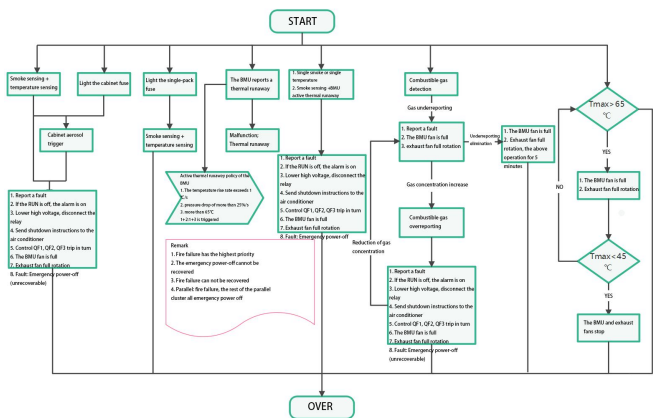 START
Smoke sensing +
temperature sensing
Light the cabinet fuse
Light the single-pack
fuse
The BMU reports a
thermal runaway
1. Single smoke or single
temperature
2. Smoke sensing +BMU
Active thermal runaway
Combustible gas
detection
Gas underreporting
Tmax>65
℃
Cabinet aerosol
trigger
Smoke sensing +
temperature sensing
Malfunction:
Thermal runaway
1. Report a fault
2. The BMU fan is full
3. exhaust fan full rotation
Underreporting
elimination
1. The BMU fan is full
2. Exhaust fan full
rotation, the above
operation for 5
minutes
YES
Active thermal runaway policy of the
BMU
1. The temperature rise rate exceeds 1
℃/s
2. pressure drop of more than 25%/s
3. more than 65℃
1+2/1+3 is triggered
1. Report a fault
2. If the RUN is off, the alarm is on
3. Lower high voltage, disconnect the
relay
4. Send shutdown instructions to the
air conditioner
5. Control QF1, QF2, QF3 trip in turn
6. The BMU fan is full
7. Exhaust fan full rotation
8. Fault: Emergency power-off
Gas concentration increase
NO
1. The BMU fan is full
2. Exhaust fan full rotation
1. Report a fault
2. If the RUN is off, the alarm is on
3. Lower high voltage, disconnect the
relay
4. Send shutdown instructions to the
air conditioner
5. Control QF1, QF2, QF3 trip in turn
6. The BMU fan is full
7. Exhaust fan full rotation
8. Fault: Emergency power-off
(unrecoverable)
Remark
1. Fire failure has the highest priority
2. The emergency power-off cannot be
recovered
3. Fire failure can not be recovered
4. Parallel fire failure, the rest of the parallel
cluster all emergency power off
Combustible gas
overreporting
Reduction of gas
concentration
Tmax<45
℃
1. Report a fault
2. If the RUN is off, the alarm is on
3. Lower high voltage, disconnect the
relay
4. Send shutdown instructions to the
air conditioner
5. Control QF1, QF2, QF3 trip in turn
6. The BMU fan is full
7. Exhaust fan full rotation
8. Fault: Emergency power-off
(unrecoverable)
YES
The BMU and exhaust
fans stop
OVER